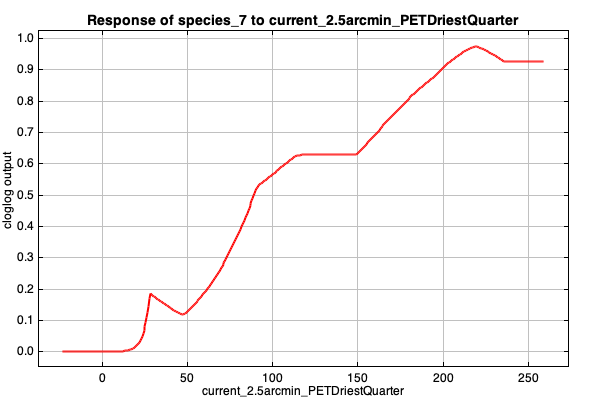 Response of species_7 to current_2.5arcmin_PETDriestQuarter
1.0
0.9
0.8
0.7
0.6
0.5
0.4
0.3
0.2
0.1
0.0
cloglog output
0 50 100 150 200 250
current_2.5arcmin_PETDriestQuarter